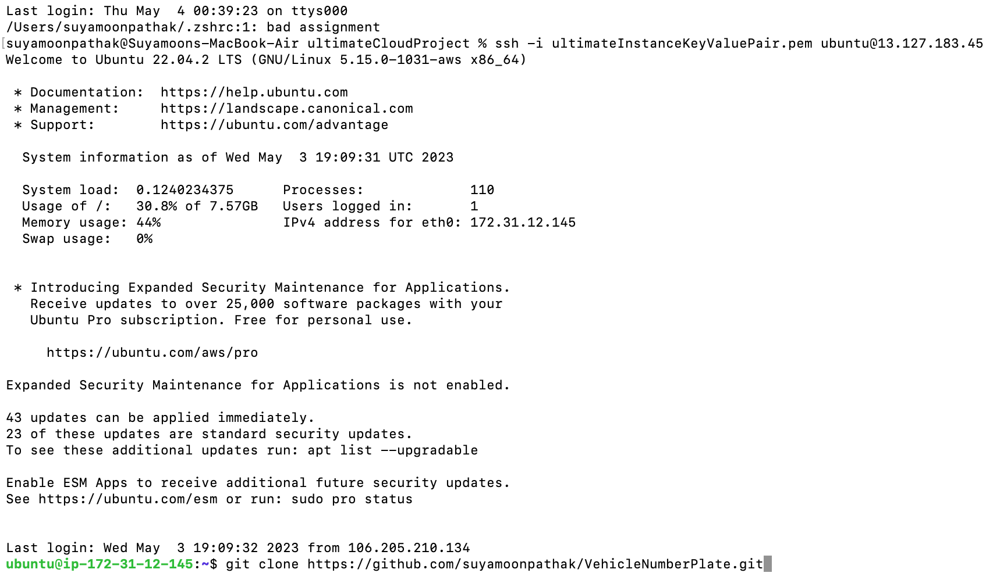 Last login: Thu May  4 00:39:23 on ttys000
/Users/suyamoonpathak/.zshrc:1: bad assignment
[suyamoonpathak@Suyamoons-MacBook-Air ultimateCloudProject % ssh -i ultimateInstanceKeyValuePair.pem ubuntu@13.127.183.45
Welcome to Ubuntu 22.04.2 LTS (GNU/Linux 5.15.0-1031-aws x86_64)

 * Documentation:  https://help.ubuntu.com
 * Management:     https://landscape.canonical.com
 * Support:        https://ubuntu.com/advantage

  System information as of Wed May  3 19:09:31 UTC 2023

  System load:  0.1240234375      Processes:             110
  Usage of /:   30.8% of 7.57GB   Users logged in:       1
  Memory usage: 44%               IPv4 address for eth0: 172.31.12.145
  Swap usage:   0%

 * Introducing Expanded Security Maintenance for Applications.
   Receive updates to over 25,000 software packages with your
   Ubuntu Pro subscription. Free for personal use.

     https://ubuntu.com/aws/pro

Expanded Security Maintenance for Applications is not enabled.

43 updates can be applied immediately.
23 of these updates are standard security updates.
To see these additional updates run: apt list --upgradable

Enable ESM Apps to receive additional future security updates.
See https://ubuntu.com/esm or run: sudo pro status

Last login: Wed May  3 19:09:32 2023 from 106.205.210.134
ubuntu@ip-172-31-12-145:~$ git clone https://github.com/suyamoonpathak/VehicleNumberPlate.git